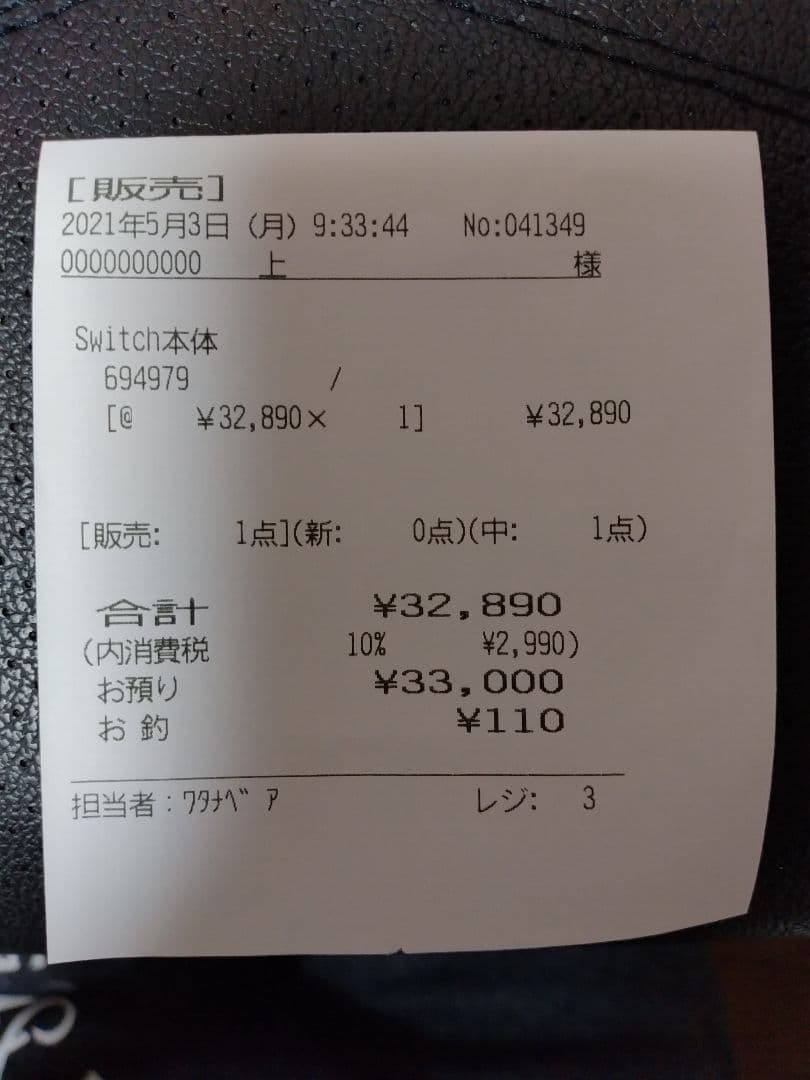 [販売]
2021年5月3日 (月) 9:33:44 No:041349
0000000000 上 様
Switch本体
694979 /
[@ ¥32,890× 1] ¥32,890
[販売: 1点](新: 0点)(中: 1点)
合計 ¥32,890
(内消費税 10% ¥2,990)
お預り ¥33,000
お釣 ¥110
担当者:ﾜﾀﾅﾍﾞ ｱ レジ: 3